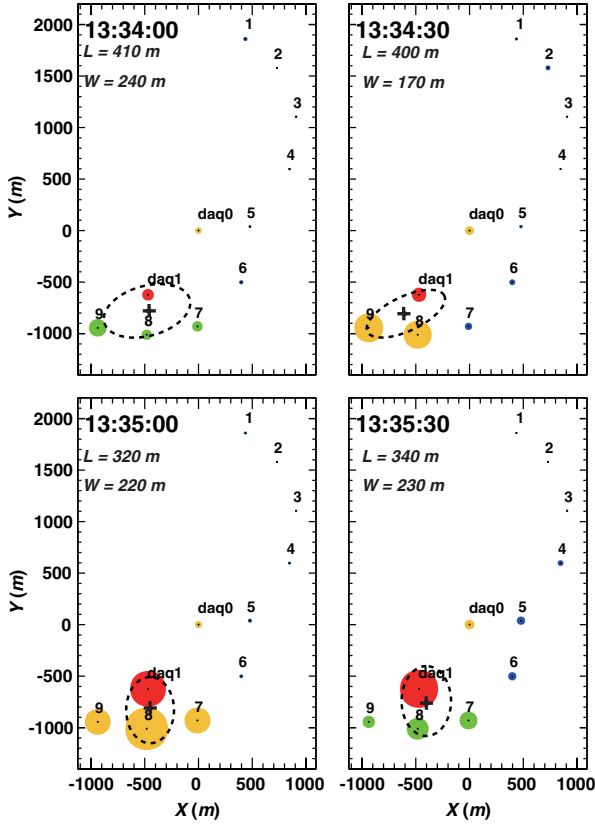 13:34:00
L = 410 m
W = 240 m
1
2
3
4
daq0
5
6
daq1
9
8
7
2000
1500
1000
500
0
-500
-1000
Y (m)
13:34:30
L = 400 m
W = 170 m
1
2
3
4
daq0
5
6
daq1
9
8
7
13:35:00
L = 320 m
W = 220 m
1
2
3
4
daq0
5
6
daq1
9
8
7
2000
1500
1000
500
0
-500
-1000
Y (m)
-1000 -500 0 500 1000
X (m)
13:35:30
L = 340 m
W = 230 m
1
2
3
4
daq0
5
6
daq1
9
8
7
-1000 -500 0 500 1000
X (m)